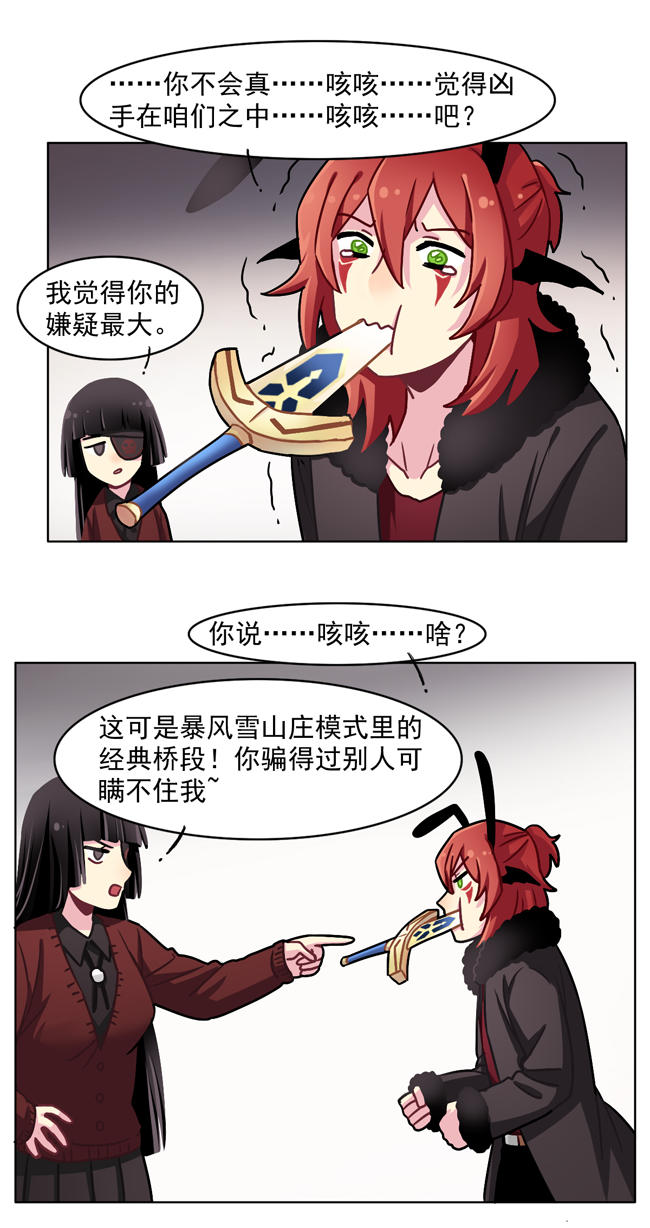 ……你不会真……咳咳……觉得凶
手在咱们之中……咳咳……吧？
我觉得你的
嫌疑最大。
你说……咳咳……啥？
这可是暴风雪山庄模式里的
经典桥段！你骗得过别人可
瞒不住我~